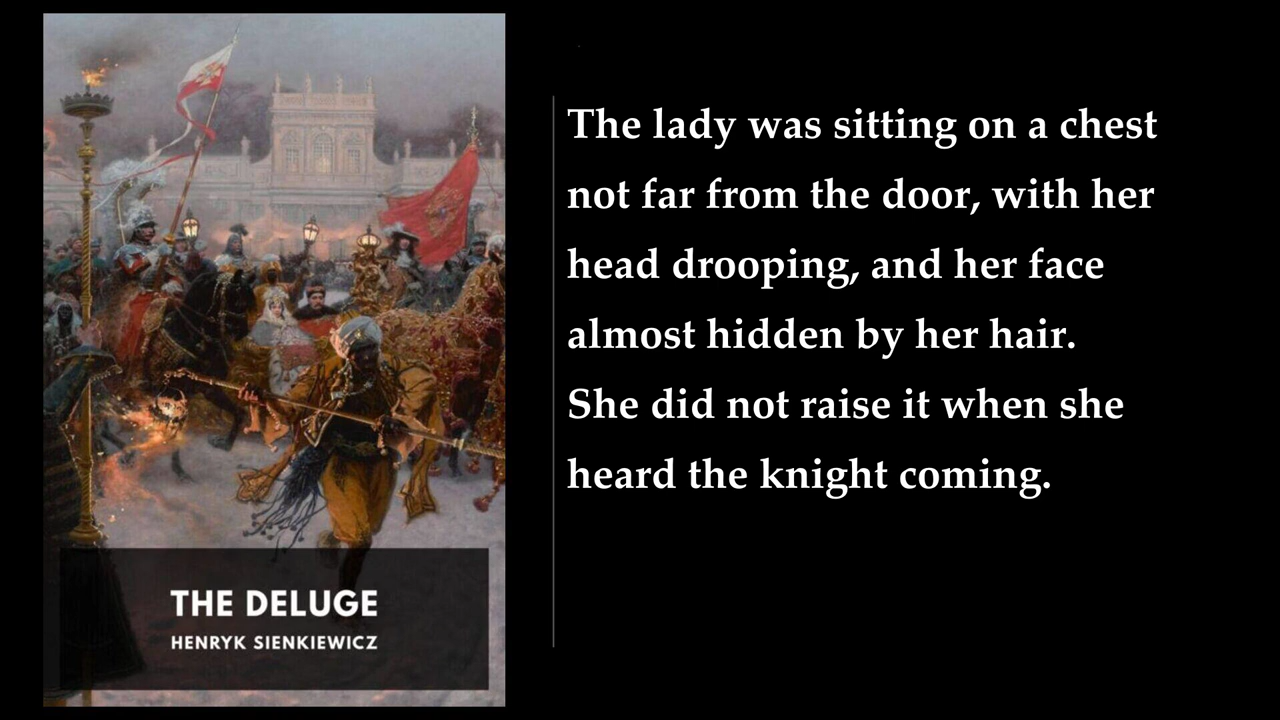 THE DELUGE
HENRYK SIENKIEWICZ
The lady was sitting on a chest
not far from the door, with her
head drooping, and her face
almost hidden by her hair.
She did not raise it when she
heard the knight coming.